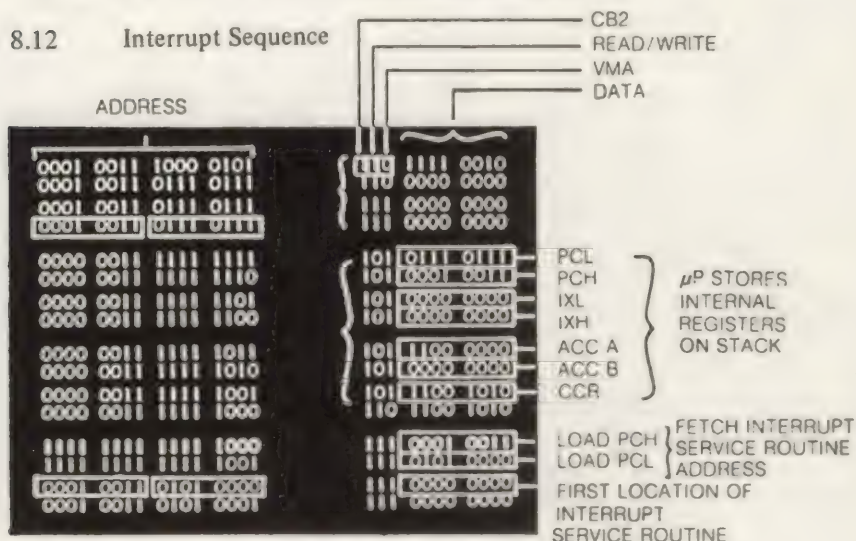 8.12 Interrupt Sequence
CB2
READ/WRITE
VMA
DATA
ADDRESS
0001 0011 1000 0101 110 1111 0010
0001 0011 0111 0111 110 0000 0000
0001 0011 0111 0111 111 0000 0000
0001 0011 0111 0111 111 0000 0000
0000 0011 1111 1111 101 0111 0111 PCL
0000 0011 1111 1110 101 0001 0011 PCH
0000 0011 1111 1101 101 0000 0000 IXL
0000 0011 1111 1100 101 0000 0000 IXH
0000 0011 1111 1011 101 1100 0000 ACC A
0000 0011 1111 1010 101 0000 0000 ACC B
0000 0011 1111 1001 101 1100 1010 CCR
0000 0011 1111 1000 110 1100 1010
μP STORES
INTERNAL
REGISTERS
ON STACK
1111 1111 1111 1000 111 0001 0011 LOAD PCH
1111 1111 1111 1001 111 0101 0000 LOAD PCL
FETCH INTERRUPT
SERVICE ROUTINE
ADDRESS
0001 0011 0101 0000 111 0000 0000
0001 0011 0101 0001 111 0000 0000
FIRST LOCATION OF
INTERRUPT
SERVICE ROUTINE